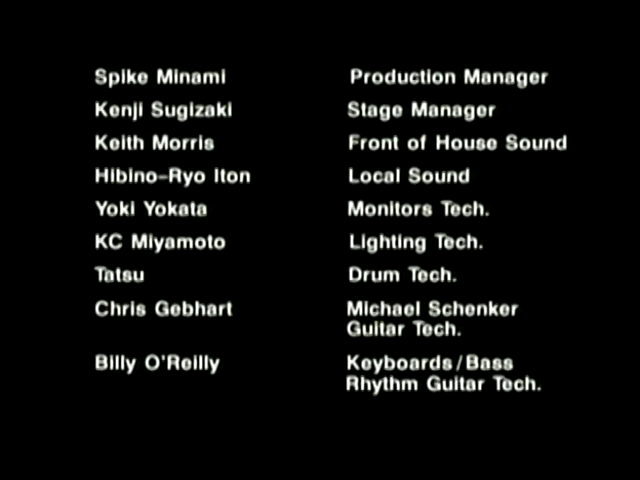 Spike Minami Production Manager
Kenji Sugizaki Stage Manager
Keith Morris Front of House Sound
Hibino-Ryo Iton Local Sound
Yoki Yokata Monitors Tech.
KC Miyamoto Lighting Tech.
Tatsu Drum Tech.
Chris Gebhart Michael Schenker
Guitar Tech.
Billy O'Reilly Keyboards/Bass
Rhythm Guitar Tech.